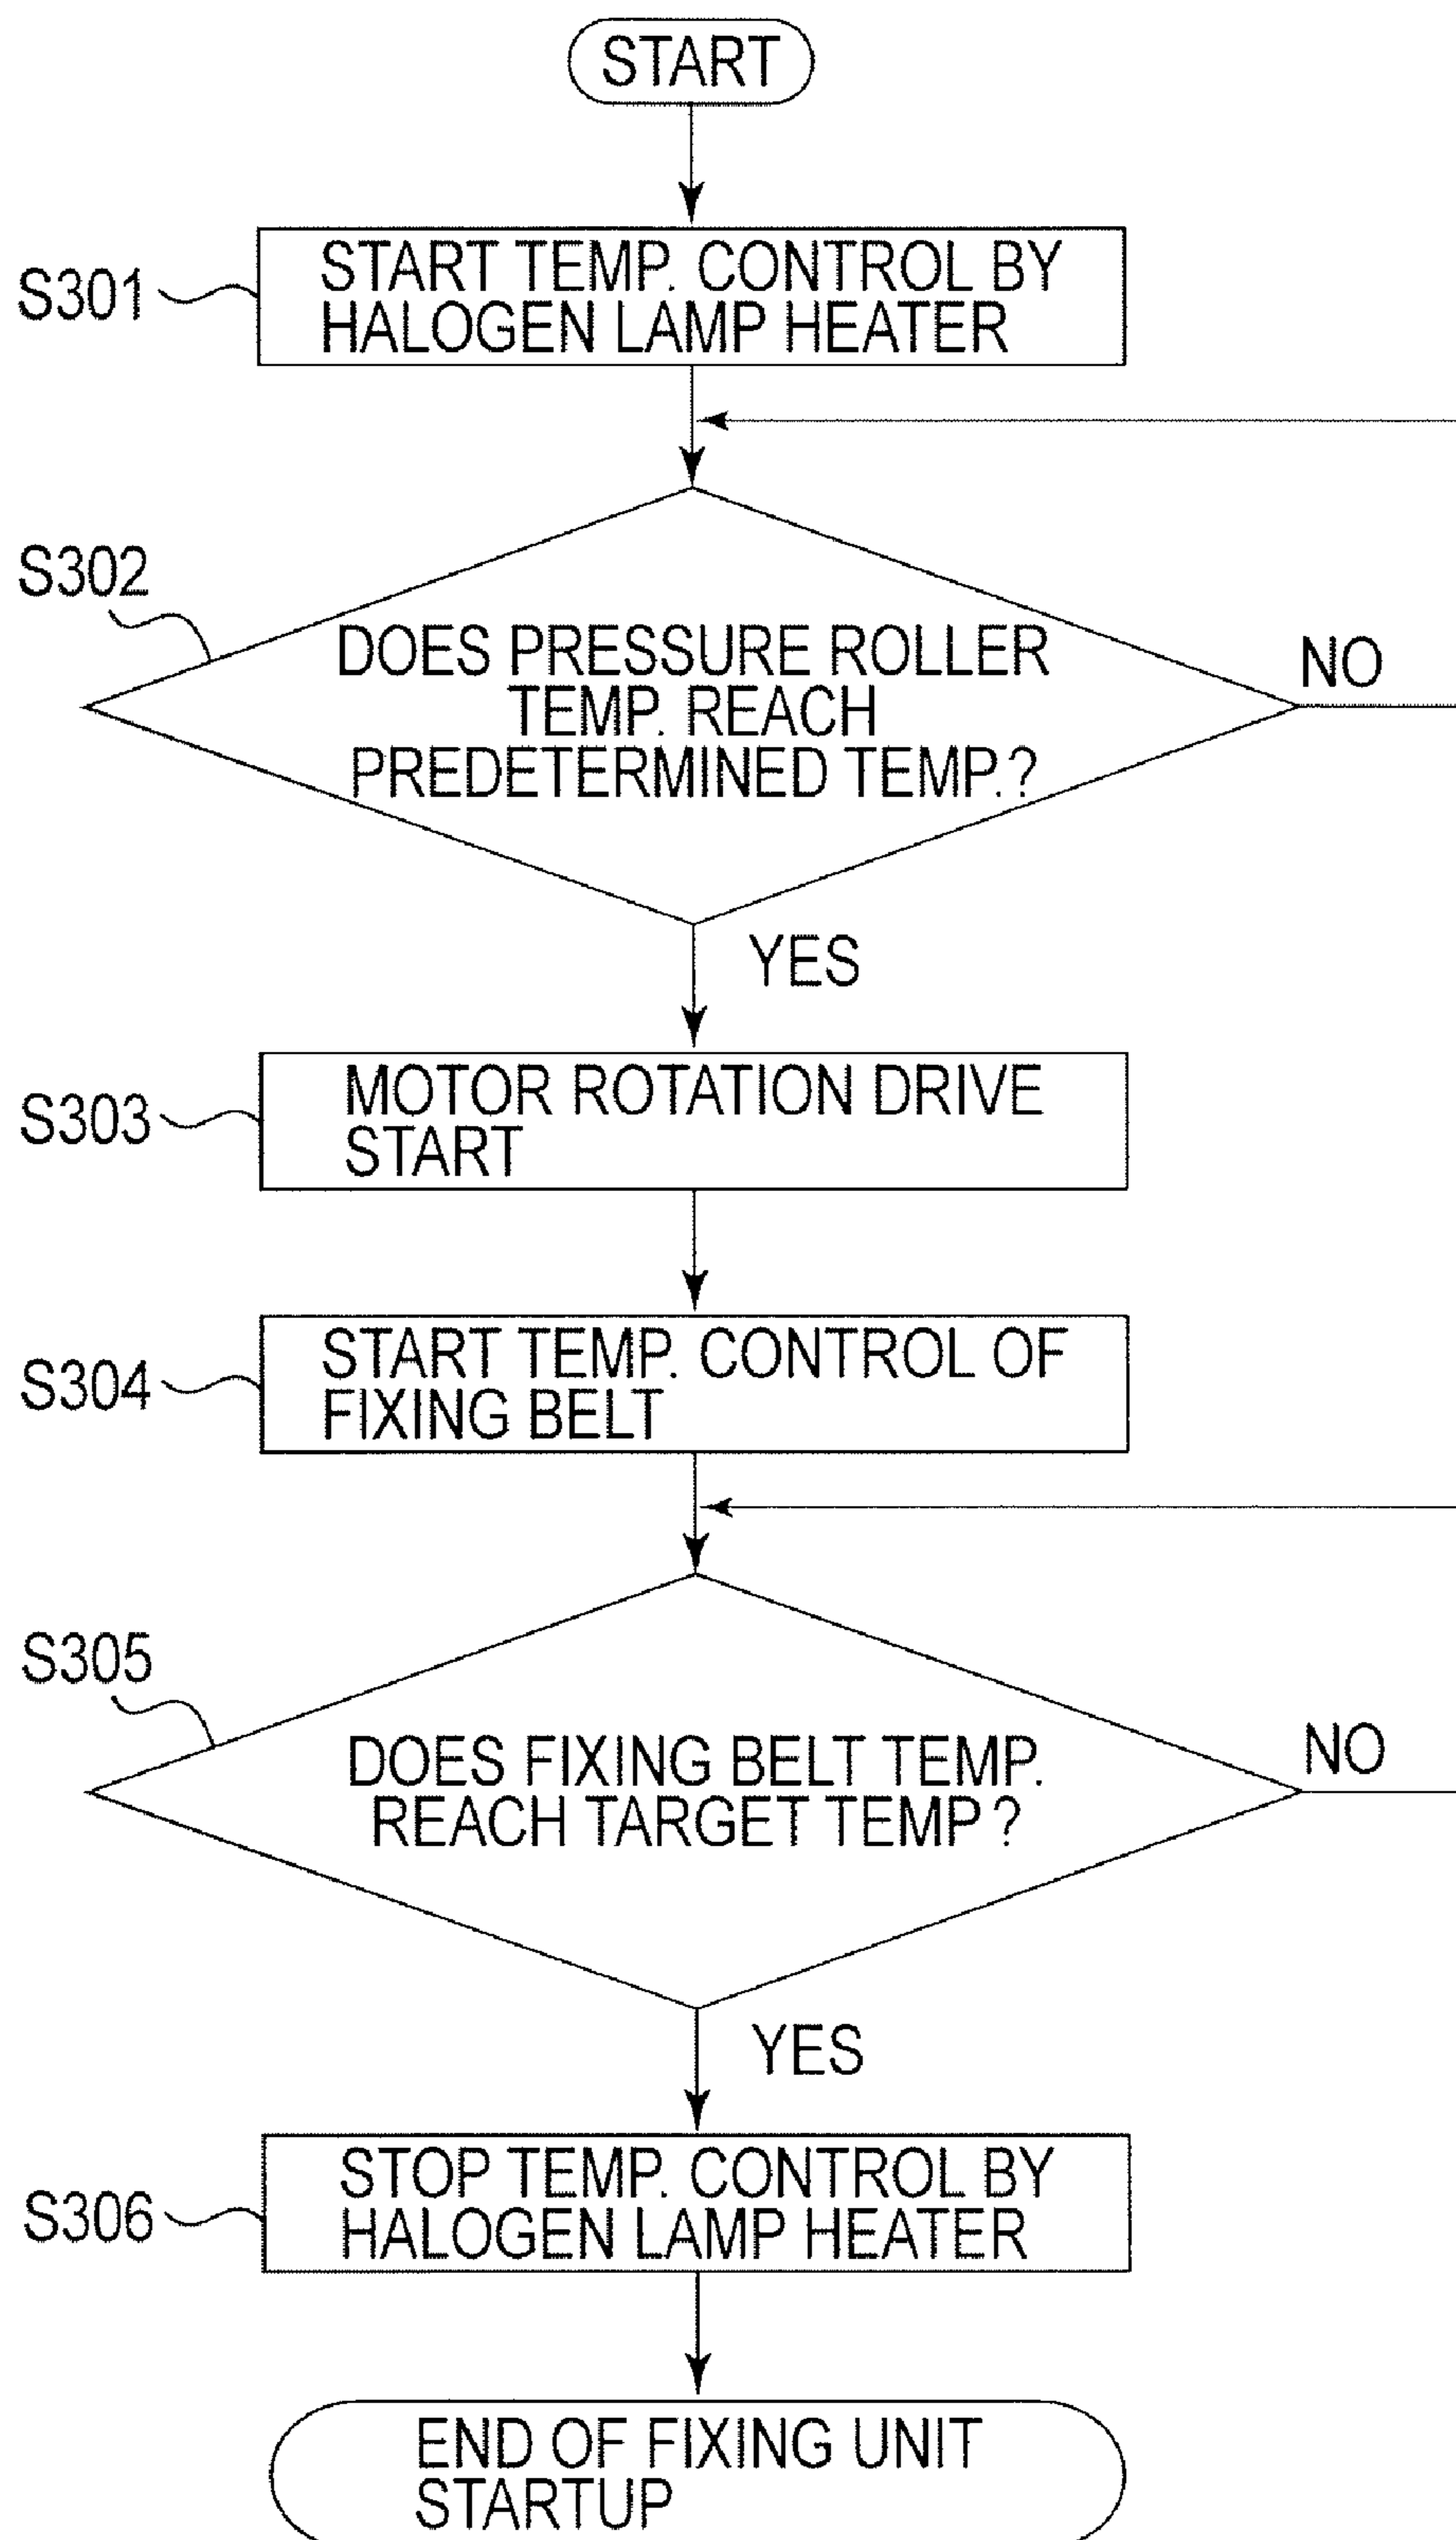 START
S301
START TEMP. CONTROL BY
HALOGEN LAMP HEATER
S302
DOES PRESSURE ROLLER
TEMP. REACH
PREDETERMINED TEMP.?
NO
YES
S303
MOTOR ROTATION DRIVE
START
S304
START TEMP. CONTROL OF
FIXING BELT
S305
DOES FIXING BELT TEMP.
REACH TARGET TEMP?
NO
YES
S306
STOP TEMP. CONTROL BY
HALOGEN LAMP HEATER
END OF FIXING UNIT
STARTUP